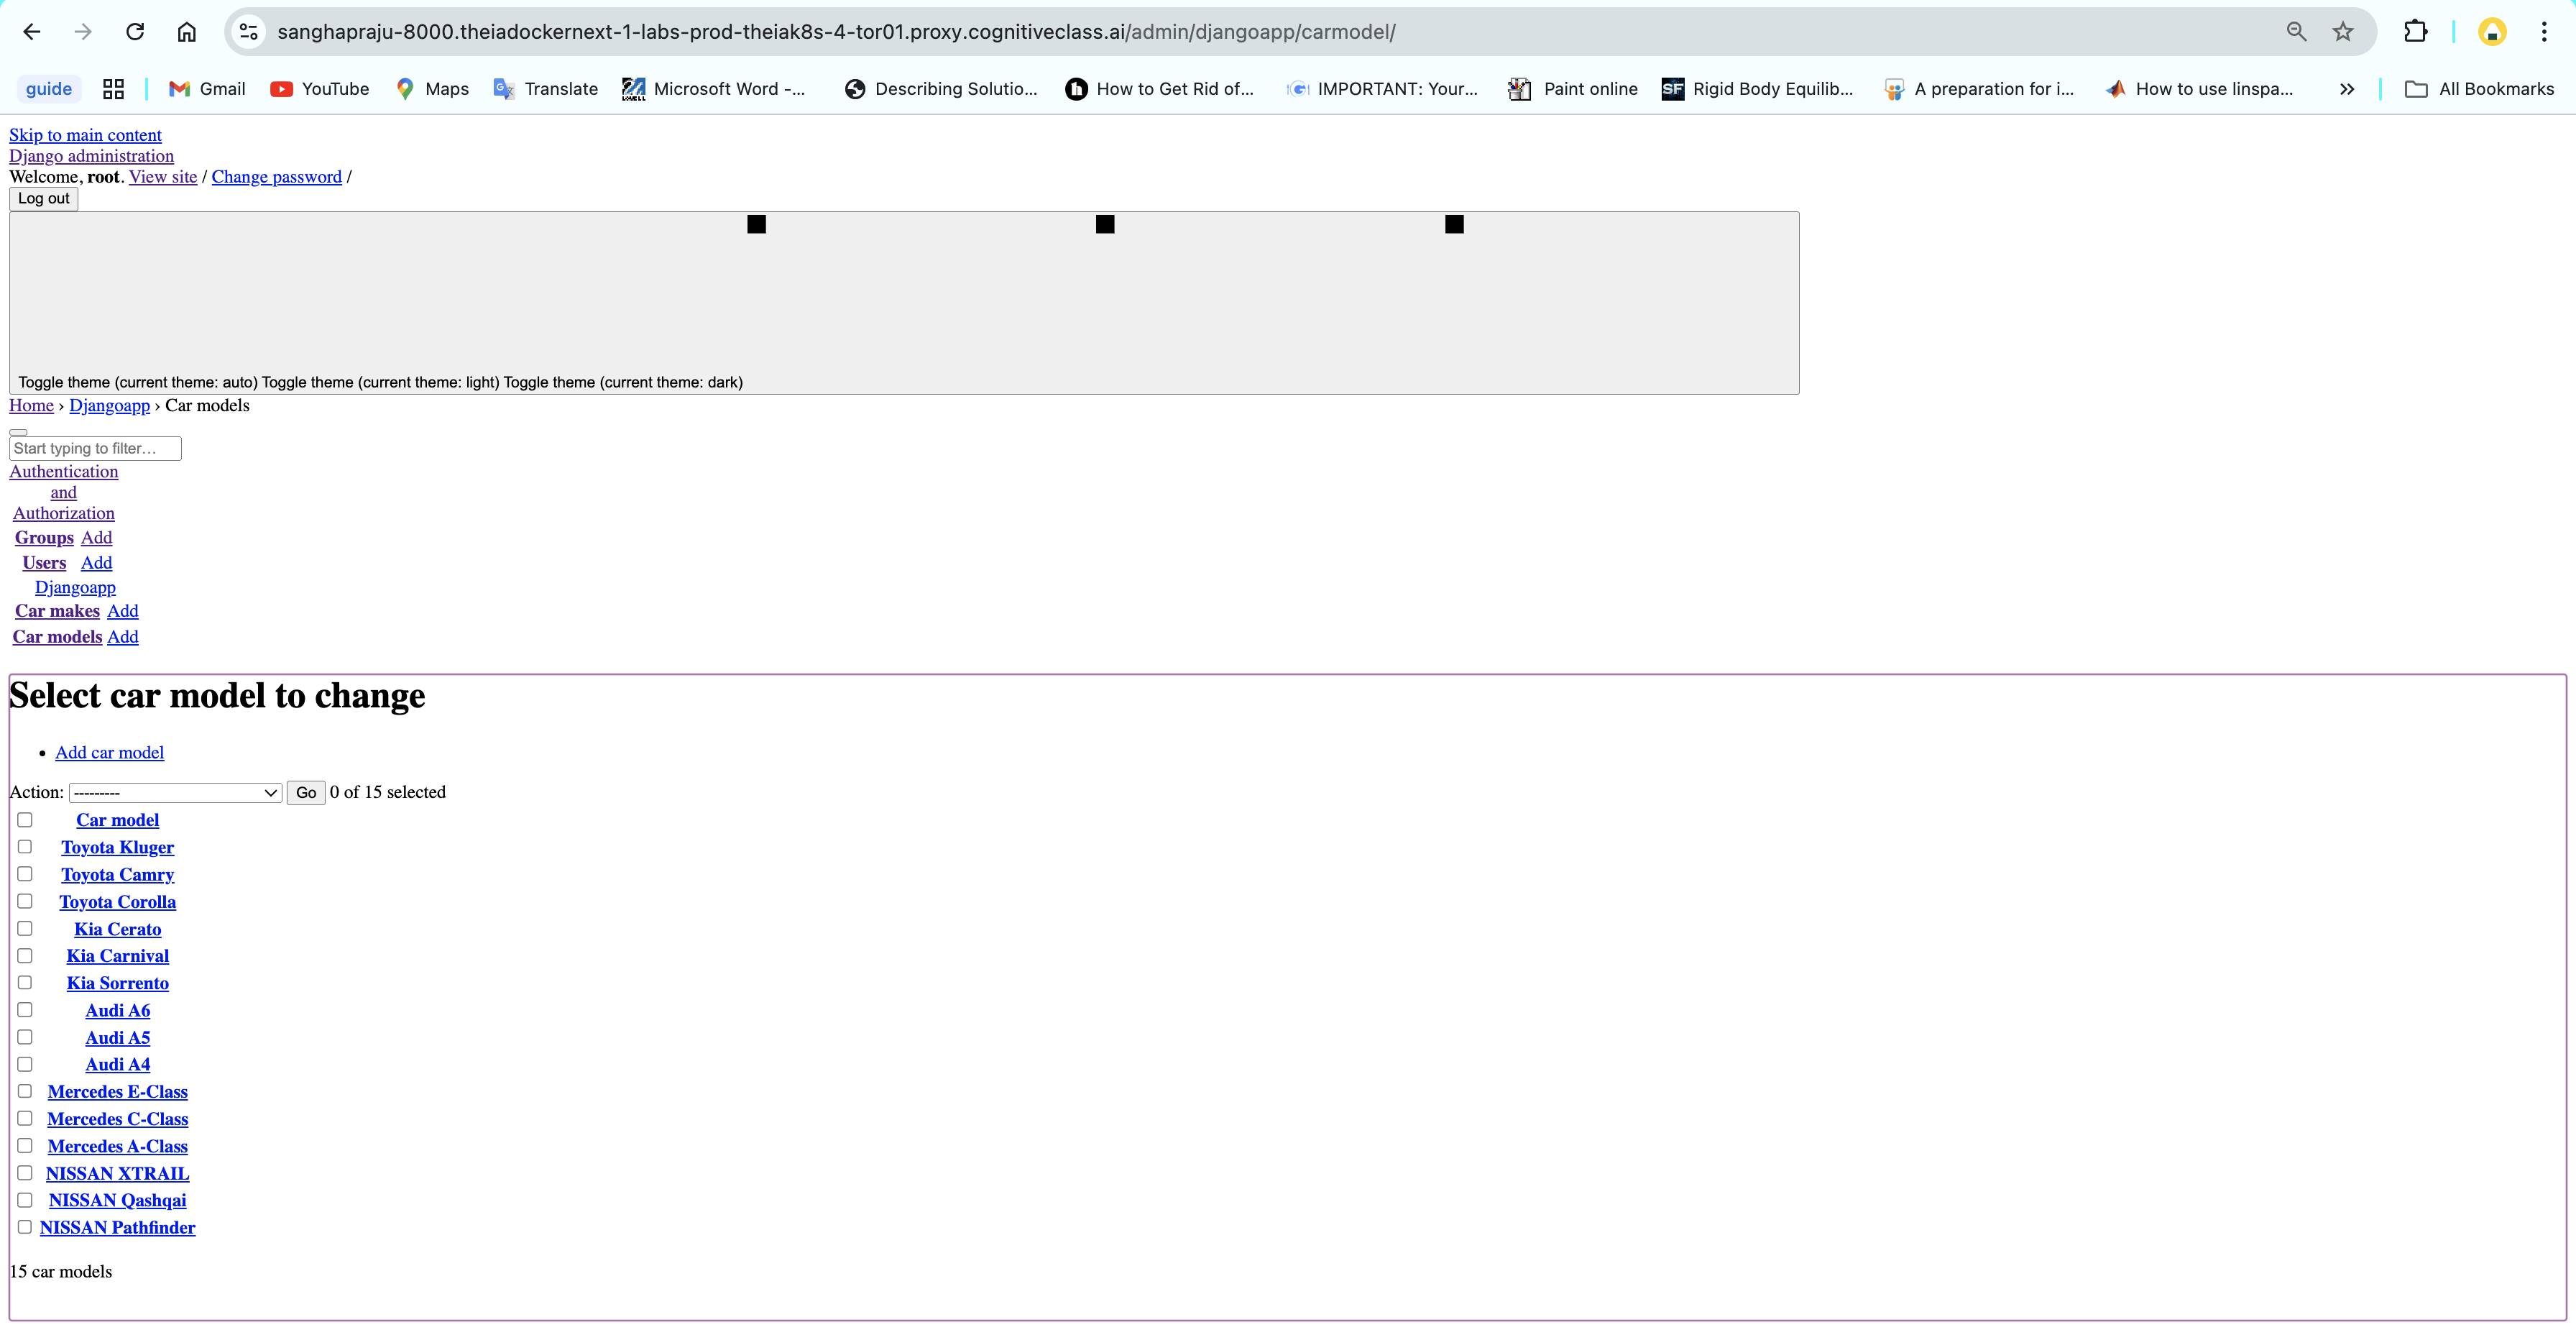 sanghapraju-8000.theiadockernext-1-labs-prod-theiak8s-4-tor01.proxy.cognitiveclass.ai/admin/djangoapp/carmodel/
guide Gmail YouTube Maps Translate Microsoft Word -... Describing Solutio... How to Get Rid of... IMPORTANT: Your... Paint online SF Rigid Body Equilib... A preparation for i... How to use linspa... » All Bookmarks
Skip to main content
Django administration
Welcome, root. View site / Change password /
Log out
Toggle theme (current theme: auto) Toggle theme (current theme: light) Toggle theme (current theme: dark)
Home › Djangoapp › Car models
Start typing to filter…
Authentication
and
Authorization
Groups Add
Users Add
Djangoapp
Car makes Add
Car models Add
Select car model to change
• Add car model
Action: --------- Go 0 of 15 selected
Car model
Toyota Kluger
Toyota Camry
Toyota Corolla
Kia Cerato
Kia Carnival
Kia Sorrento
Audi A6
Audi A5
Audi A4
Mercedes E-Class
Mercedes C-Class
Mercedes A-Class
NISSAN XTRAIL
NISSAN Qashqai
NISSAN Pathfinder
15 car models